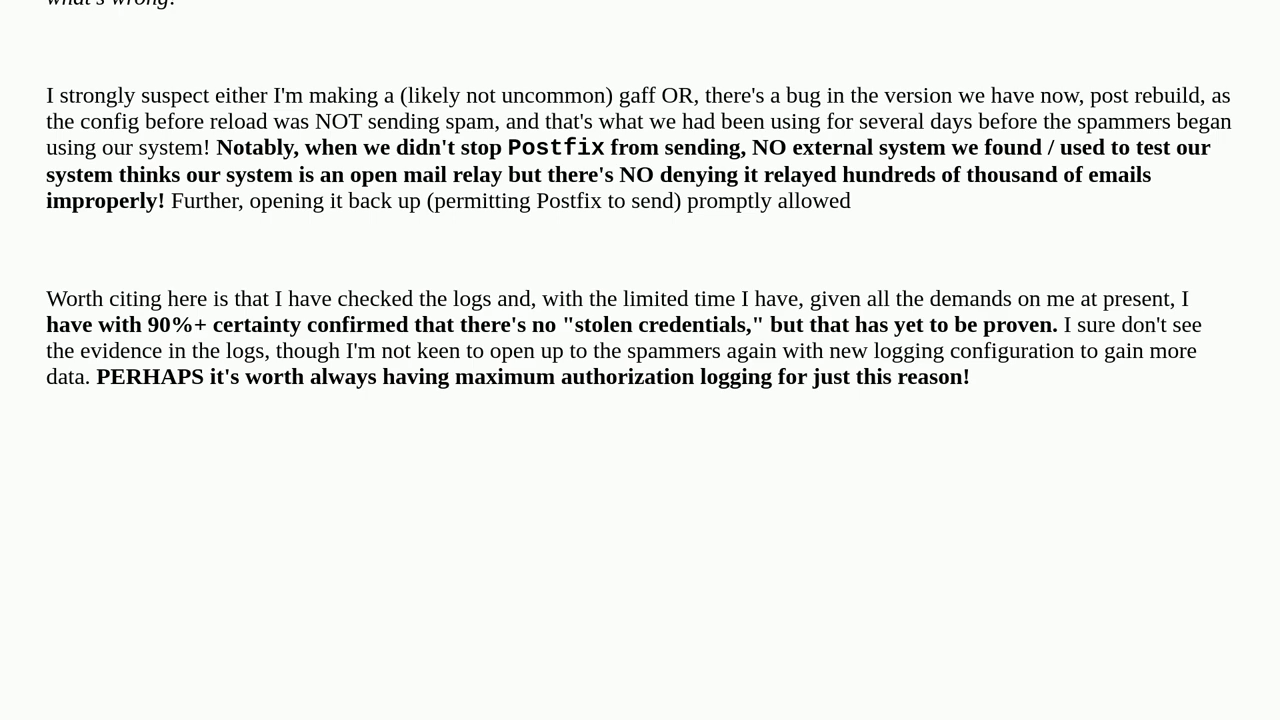 what's wrong!
I strongly suspect either I'm making a (likely not uncommon) gaff OR, there's a bug in the version we have now, post rebuild, as
the config before reload was NOT sending spam, and that's what we had been using for several days before the spammers began
using our system! Notably, when we didn't stop Postfix from sending, NO external system we found / used to test our
system thinks our system is an open mail relay but there's NO denying it relayed hundreds of thousand of emails
improperly! Further, opening it back up (permitting Postfix to send) promptly allowed
Worth citing here is that I have checked the logs and, with the limited time I have, given all the demands on me at present, I
have with 90%+ certainty confirmed that there's no "stolen credentials," but that has yet to be proven. I sure don't see
the evidence in the logs, though I'm not keen to open up to the spammers again with new logging configuration to gain more
data. PERHAPS it's worth always having maximum authorization logging for just this reason!